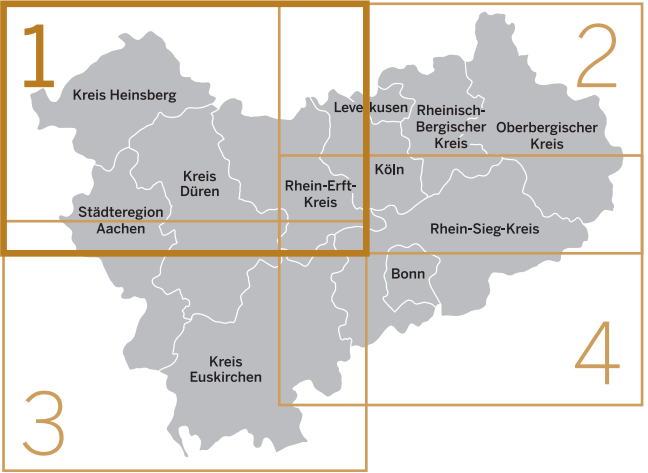 1
2
Kreis Heinsberg
Leverkusen
Rheinisch-
Bergischer
Kreis
Oberbergischer
Kreis
Kreis
Düren
Köln
Rhein-Erft-
Kreis
Städteregion
Aachen
Rhein-Sieg-Kreis
Bonn
Kreis
Euskirchen
3
4